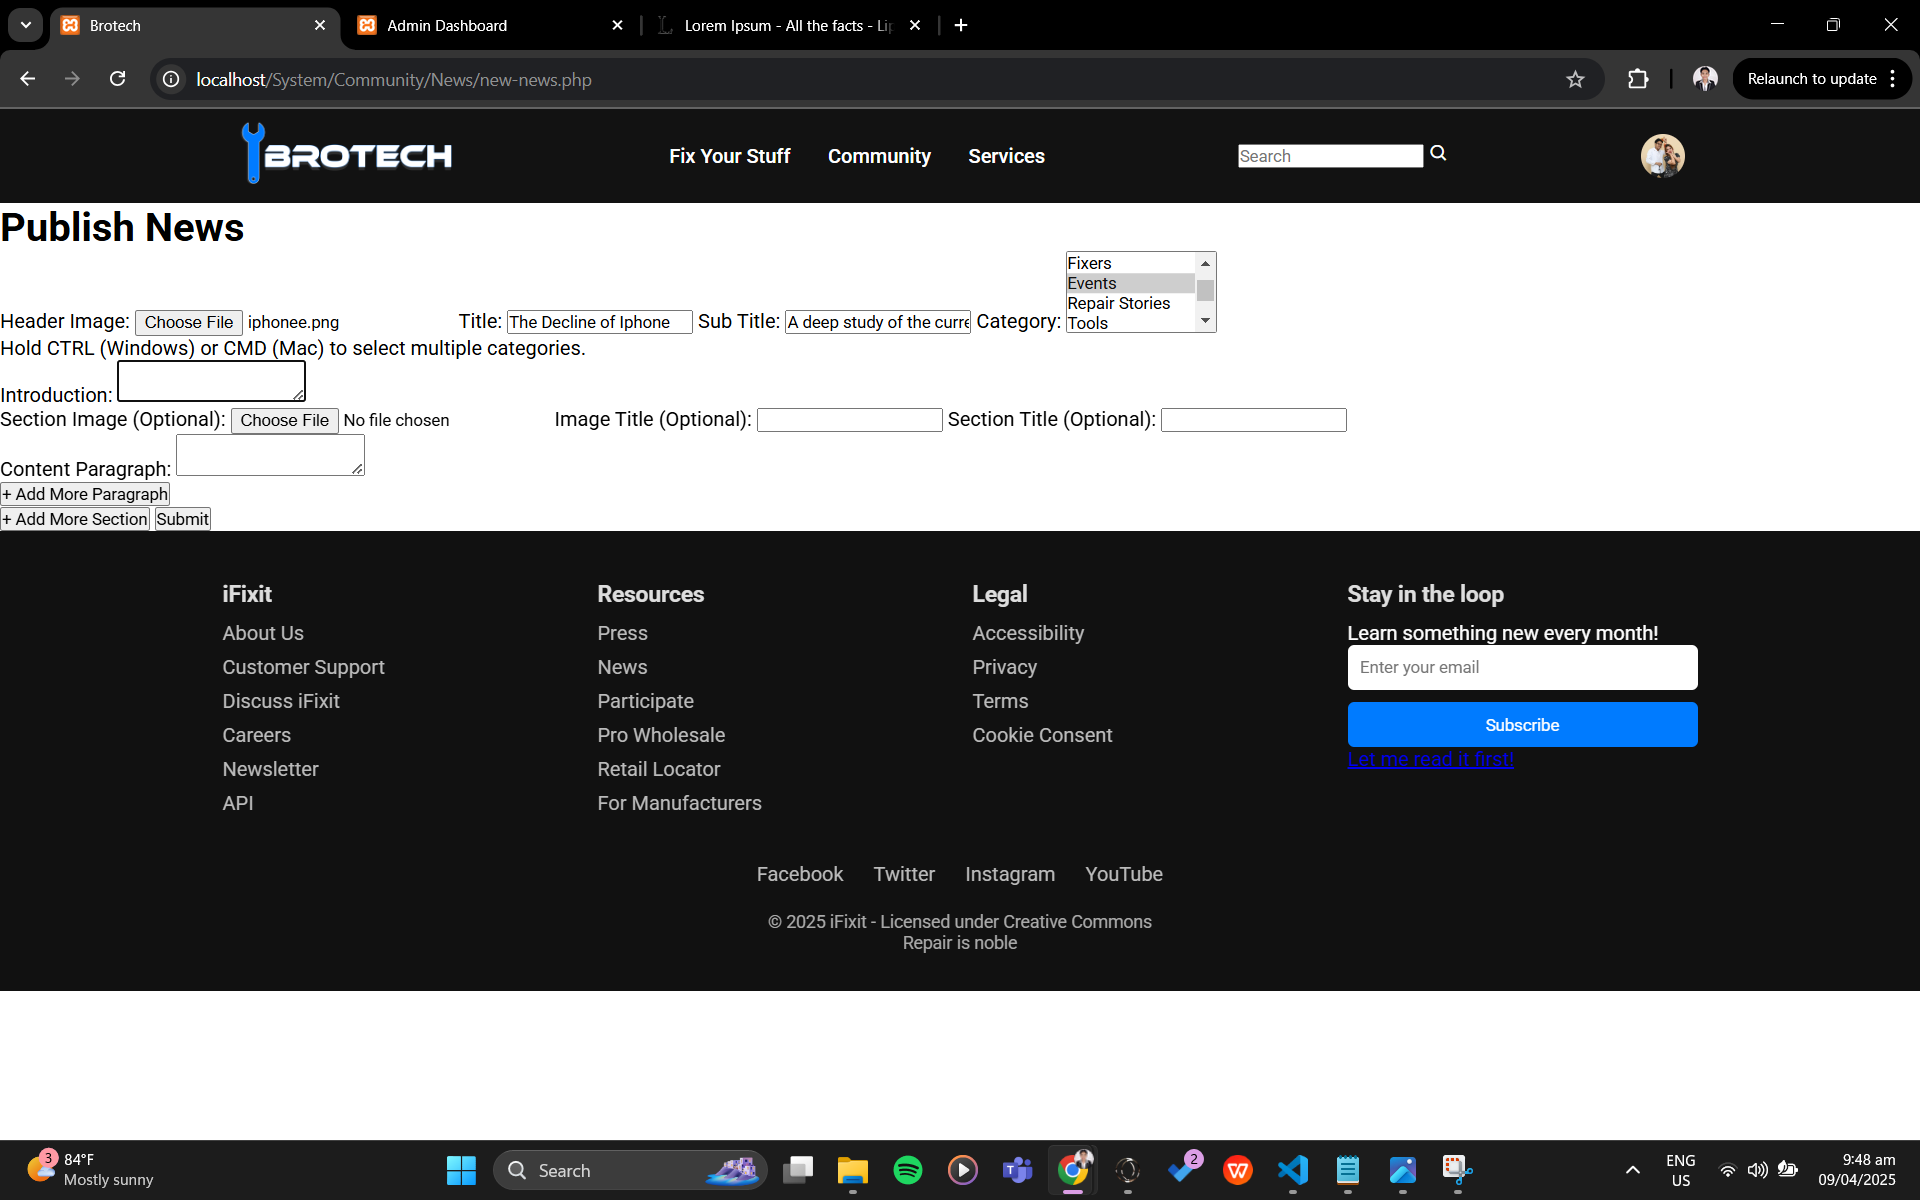 Brotech
Admin Dashboard
Lorem Ipsum - All the facts - Lip
localhost/System/Community/News/new-news.php
Relaunch to update
BROTECH
Fix Your Stuff
Community
Services
Search
Publish News
Fixers
Events
Repair Stories
Tools
Header Image: Choose File iphonee.png Title: The Decline of Iphone Sub Title: A deep study of the curre Category:
Hold CTRL (Windows) or CMD (Mac) to select multiple categories.
Introduction:
Section Image (Optional): Choose File No file chosen Image Title (Optional): Section Title (Optional):
Content Paragraph:
+ Add More Paragraph
+ Add More Section Submit
iFixit
About Us
Customer Support
Discuss iFixit
Careers
Newsletter
API
Resources
Press
News
Participate
Pro Wholesale
Retail Locator
For Manufacturers
Legal
Accessibility
Privacy
Terms
Cookie Consent
Stay in the loop
Learn something new every month!
Enter your email
Subscribe
Let me read it first!
Facebook Twitter Instagram YouTube
© 2025 iFixit - Licensed under Creative Commons
Repair is noble
3
84°F
Mostly sunny
Search
2
ENG
US
9:48 am
09/04/2025